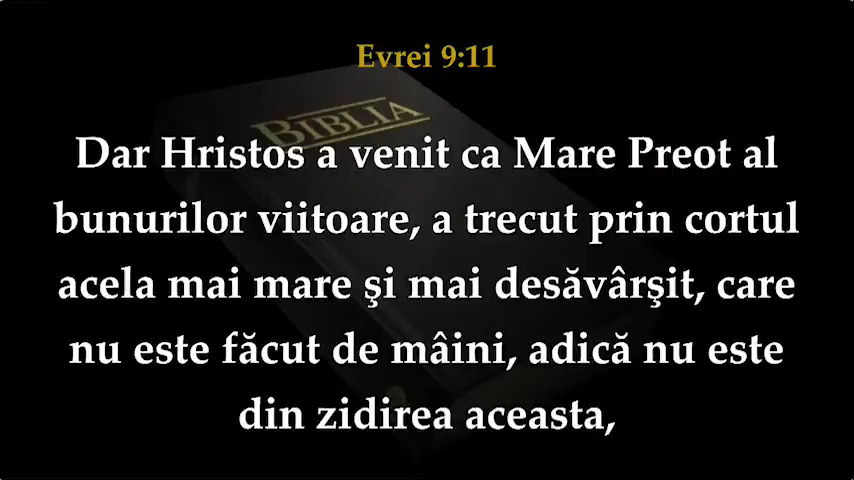 Evrei 9:11
BIBLIA
Dar Hristos a venit ca Mare Preot al
bunurilor viitoare, a trecut prin cortul
acela mai mare şi mai desăvârşit, care
nu este făcut de mâini, adică nu este
din zidirea aceasta,